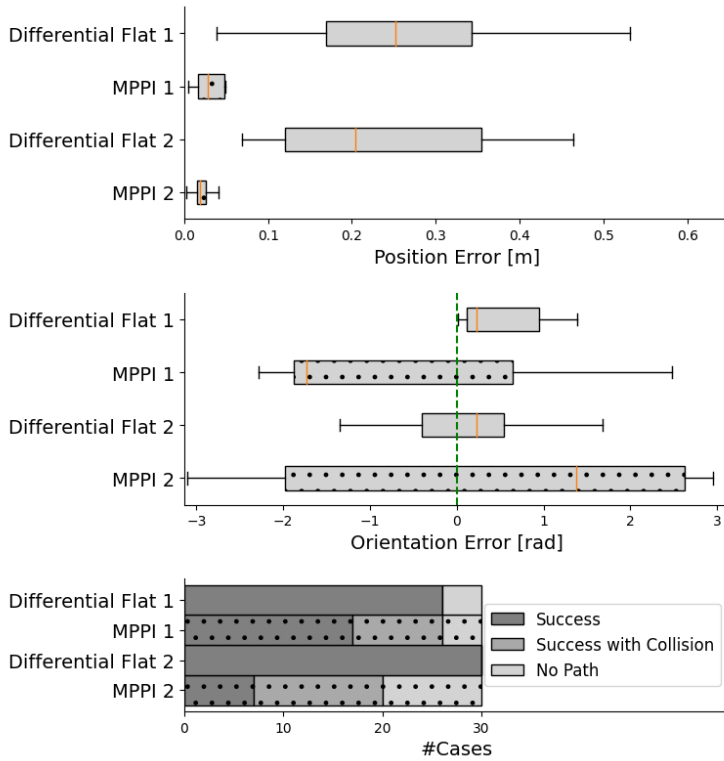 Differential Flat 1
MPPI 1
Differential Flat 2
MPPI 2
0.0 0.1 0.2 0.3 0.4 0.5 0.6
Position Error [m]
Differential Flat 1
MPPI 1
Differential Flat 2
MPPI 2
−3 −2 −1 0 1 2 3
Orientation Error [rad]
Differential Flat 1
MPPI 1
Differential Flat 2
MPPI 2
Success
Success with Collision
No Path
0 10 20 30
#Cases